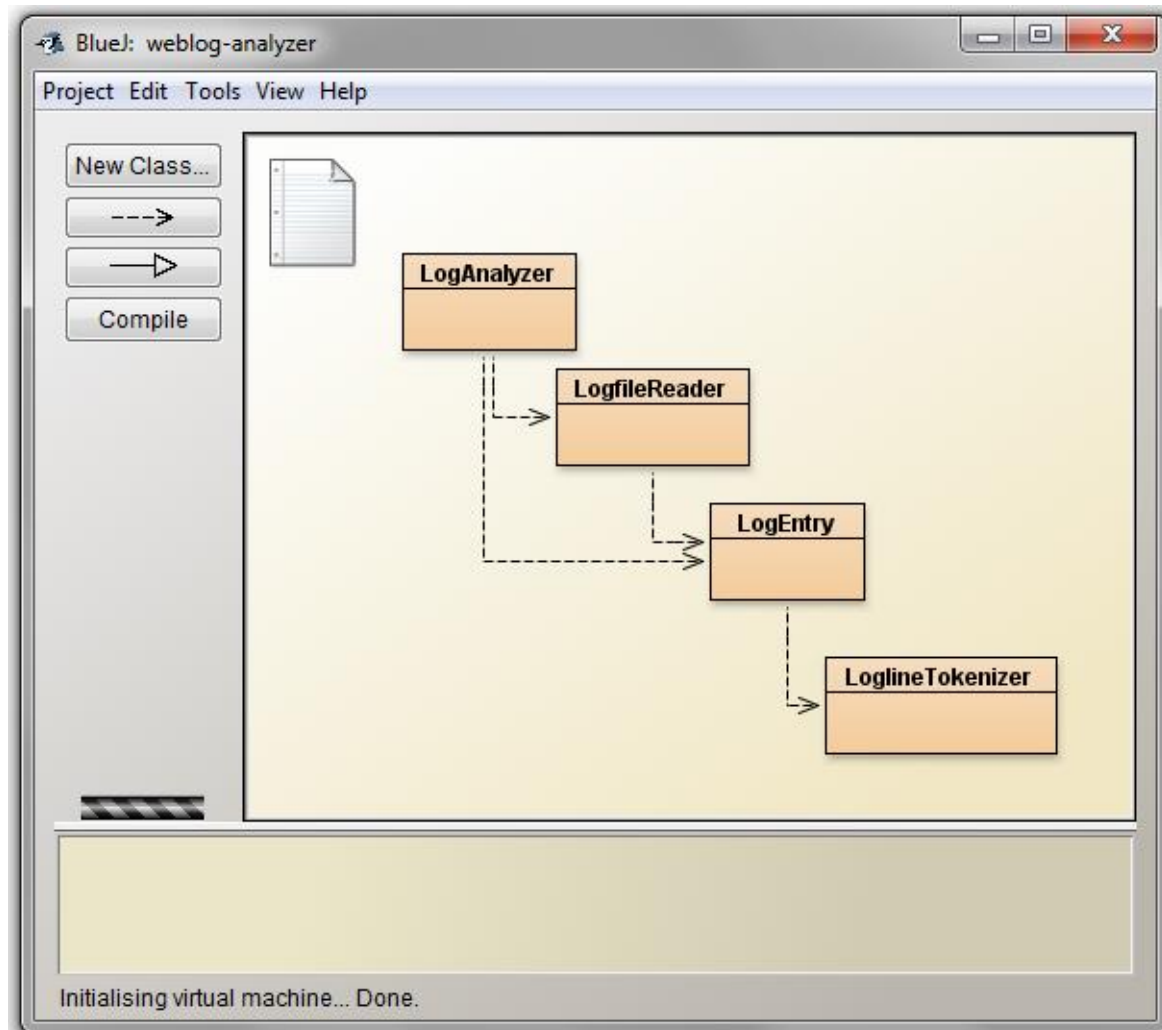 BlueJ: weblog-analyzer
Project Edit Tools View Help
New Class...
Compile
LogAnalyzer
LogfileReader
LogEntry
LoglineTokenizer
Initialising virtual machine... Done.